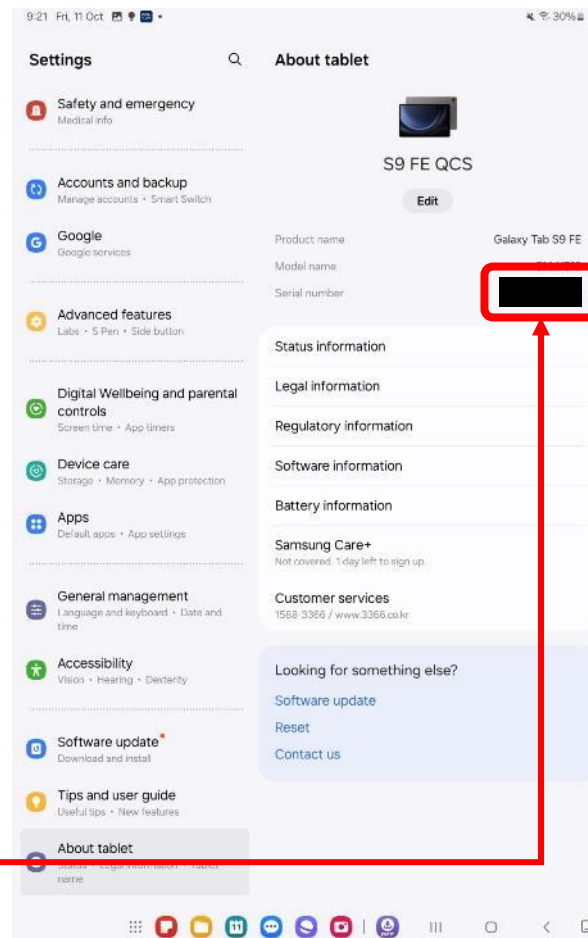 9:21 Fri, 11 Oct
30%
Settings
Safety and emergency
Medical info
Accounts and backup
Manage accounts • Smart Switch
Google
Google services
Advanced features
Labs • S Pen • Side button
Digital Wellbeing and parental
controls
Screen time • App timers
Device care
Storage • Memory • App protection
Apps
Default apps • App settings
General management
Language and keyboard • Date and
time
Accessibility
Vision • Hearing • Dexterity
Software update
Download and install
Tips and user guide
Useful tips • New features
About tablet
name
About tablet
S9 FE QCS
Edit
Product name
Galaxy Tab S9 FE
Model name
Serial number
Status information
Legal information
Regulatory information
Software information
Battery information
Samsung Care+
Not covered. 1 day left to sign up.
Customer services
1588-3366 / www.3366.co.kr
Looking for something else?
Software update
Reset
Contact us
11